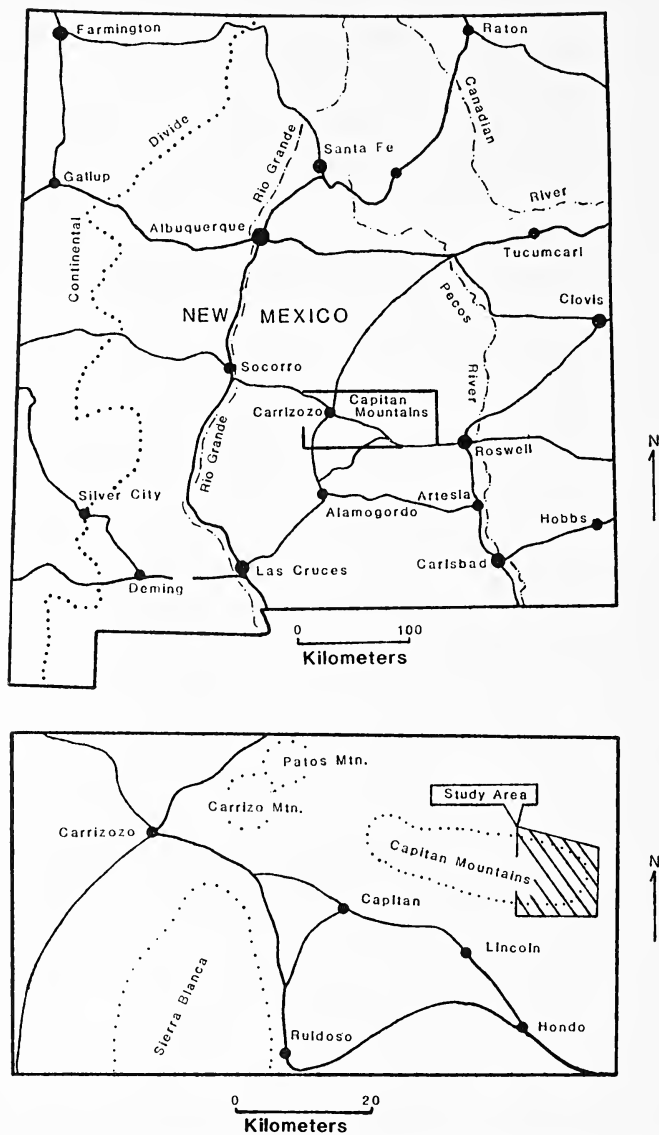 Farmington
Raton
Divide
Canadian
Rio Grande
Santa Fe
Gallup
River
Albuquerque
Tucumcari
Continental
Pecos
Clovis
NEW MEXICO
Socorro
River
Capitan
Mountains
Carrizozo
N
Rio Grande
Roswell
Silver City
Artesia
Alamogordo
Hobbs
Las Cruces
Carlsbad
Deming
0 100
Kilometers
Patos Mtn.
Study Area
Carrizo Mtn.
Carrizozo
Capitan Mountains
N
Capitan
Lincoln
Sierra Blanca
Hondo
Ruidoso
0 20
Kilometers